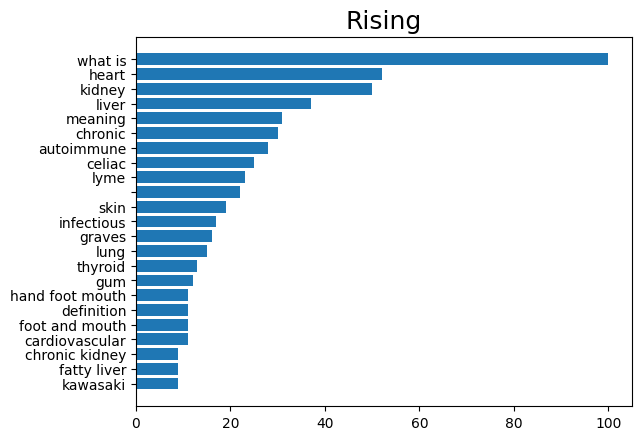 Rising
what is
heart
kidney
liver
meaning
chronic
autoimmune
celiac
lyme
skin
infectious
graves
lung
thyroid
gum
hand foot mouth
definition
foot and mouth
cardiovascular
chronic kidney
fatty liver
kawasaki
0 20 40 60 80 100